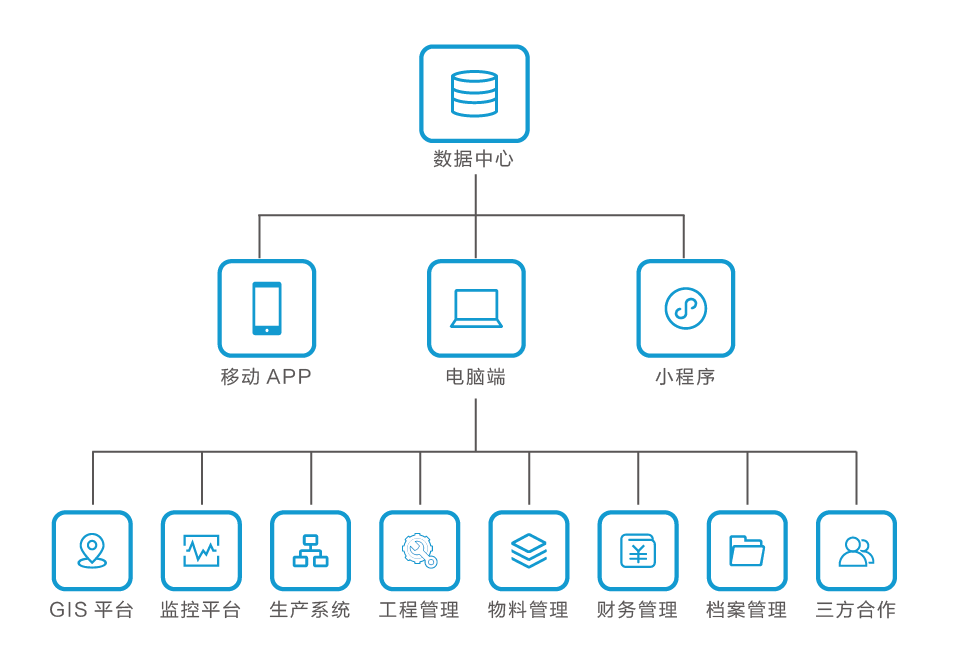 数据中心
移动 APP
电脑端
小程序
GIS 平台
监控平台
生产系统
工程管理
物料管理
财务管理
档案管理
三方合作